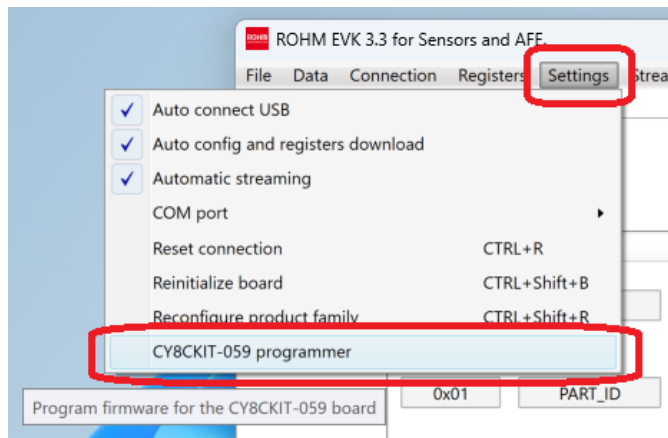 ROHM ROHM EVK 3.3 for Sensors and AFE.
File Data Connection Registers Settings Strea
Auto connect USB
Auto config and registers download
Automatic streaming
COM port
Reset connection CTRL+R
Reinitialize board CTRL+Shift+B
Reconfigure product family CTRL+Shift+R
CY8CKIT-059 programmer
Program firmware for the CY8CKIT-059 board
0x01 PART_ID